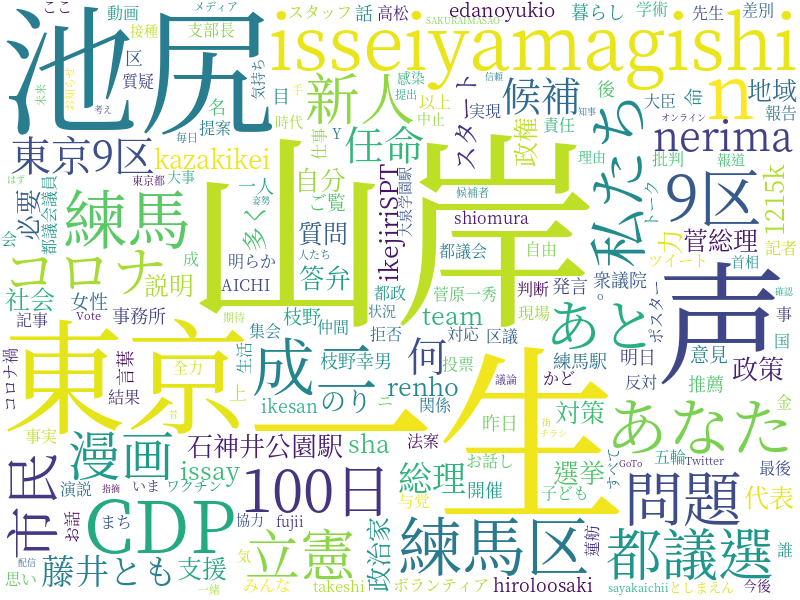 ここ 動画 メディア スタッフ 話 高松 SAKURAIMASAO edanoyukio 暮らし 学術 先生 差別
未来 接種 支部長 isseiyamagishi
お知らせ 区 質疑 気持ち 感染 信頼 手 後 大臣 命 地域
池尻 名 目 以上 提出 スタート 候補 n 報告
考え 提案 時代 新人 実現 中止 知事 オンライン
毎日 仕事 Y 任命 責任 政権 理由 批判 報道 nerima
東京9区 kazakikei 自分 ikejiriSPT 私たち トーク
はず 東京都 大事 一人 ご覧 候補者 大泉学園駅 9区 1215k
必要 都議会議員 姿勢 多く 山岸 shiomura 自由 力 記者
練馬 質問 都議会 菅総理 ツイート 首相
会 コロナ 説明 成 明らか 人たち 答弁 都政 菅原一秀 判断 発言 衆議院 ポスター 事 確認
社会 女性 AICHI 枝野 状況 team 現場 あと 。 声 国
記事 Vote 事務所 期待 集会 仲間 拒否 対応 区議 練馬駅 明日 意見 政策
コロナ禍 東京 言葉 全力 生活 枝野幸男 投票 議論 かど 反対 推薦
結果 上 成二 のり 何 renho 一生 あなた 金
事実 甘 ikesan ニ 関係 昨日 対策 街 チラシ
漫画 石神井公園駅 sha 法案 お話し 五輪 Twitter 最後
市民 演説 指摘 いま issay 100日 総理 選挙 すべて GoTo 問題 代表
お話 CDP ワクチン 与党 開催 子ども
まち 協力 fujii 立憲 政治家 練馬区 蓮舫 都議選 誰
思い 配信 藤井とも 支援 気 みんな takeshi ボランティア hiroloosaki sayakaichii としまえん 今後
一緒